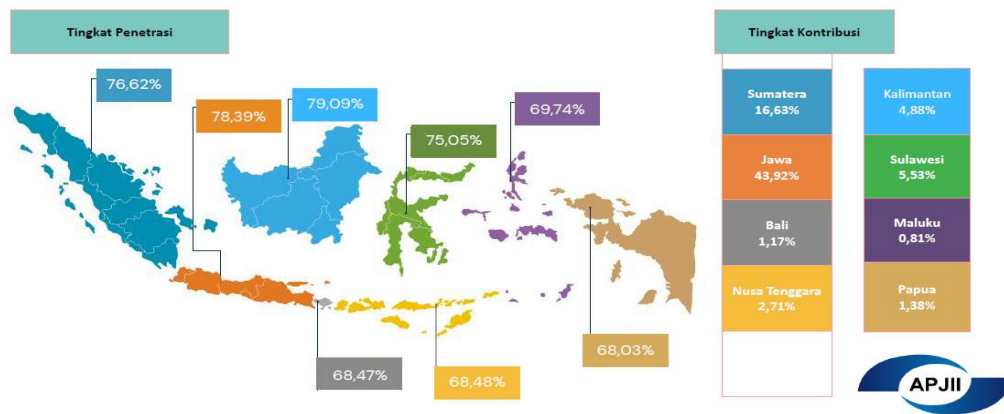 Tingkat Penetrasi
Tingkat Kontribusi
76,62%
78,39%
79,09%
75,05%
69,74%
68,47%
68,48%
68,03%
Sumatera
16,63%
Kalimantan
4,88%
Jawa
43,92%
Sulawesi
5,53%
Bali
1,17%
Maluku
0,81%
Nusa Tenggara
2,71%
Papua
1,38%
APJII